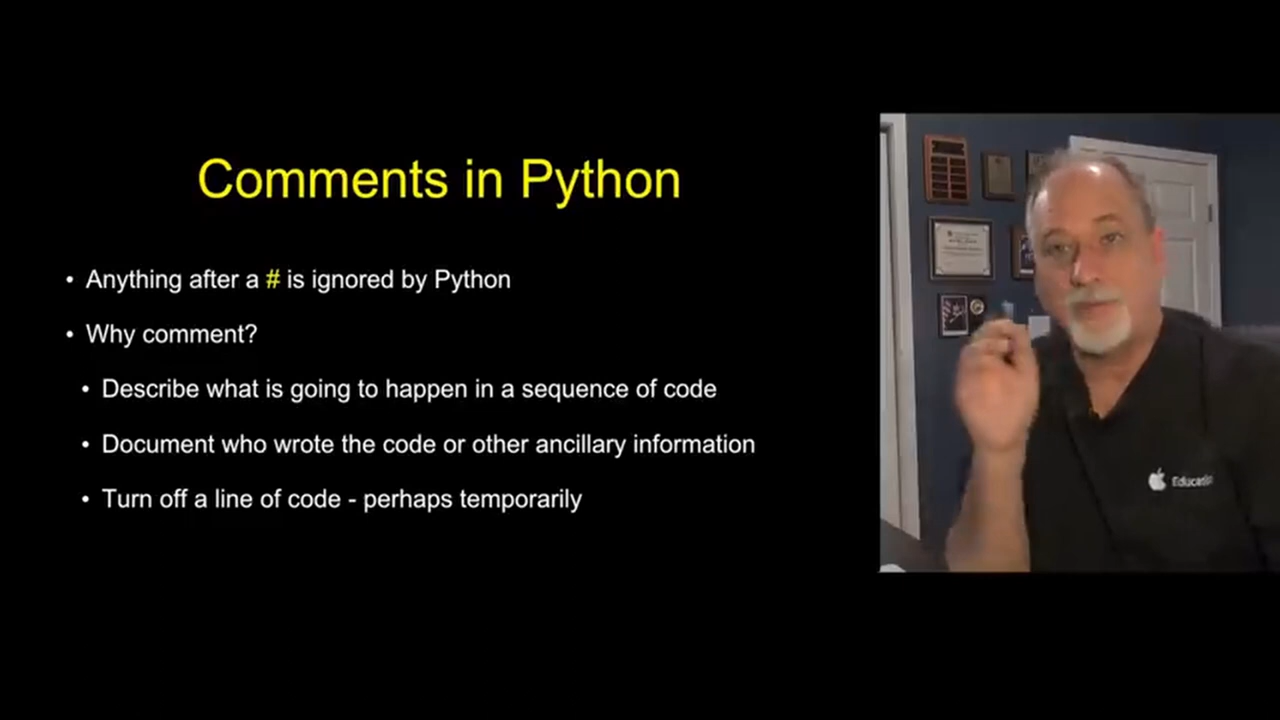 Comments in Python
• Anything after a # is ignored by Python
• Why comment?
• Describe what is going to happen in a sequence of code
• Document who wrote the code or other ancillary information
• Turn off a line of code - perhaps temporarily